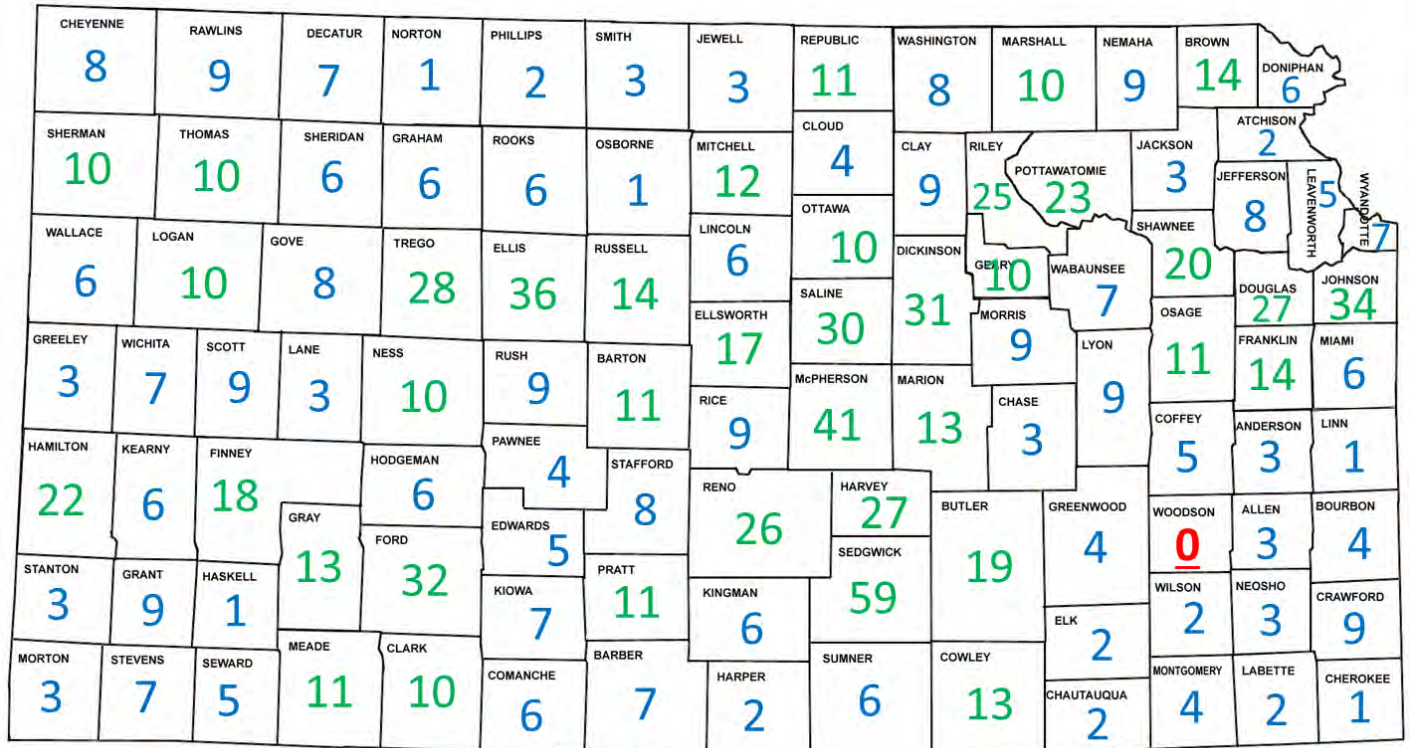 CHEYENNE
8
RAWLINS
9
DECATUR
7
NORTON
1
PHILLIPS
2
SMITH
3
JEWELL
3
REPUBLIC
11
WASHINGTON
8
MARSHALL
10
NEMAHA
9
BROWN
14
DONIPHAN
6
SHERMAN
10
THOMAS
10
SHERIDAN
6
GRAHAM
6
ROOKS
6
OSBORNE
1
MITCHELL
12
CLOUD
4
CLAY
9
RILEY
25
POTTAWATOMIE
23
JACKSON
3
ATCHISON
2
JEFFERSON
8
LEAVENWORTH
5
WYANDOTTE
7
WALLACE
6
LOGAN
10
GOVE
8
TREGO
28
ELLIS
36
RUSSELL
14
LINCOLN
6
OTTAWA
10
DICKINSON
31
GEARY
10
WABAUNSEE
7
SHAWNEE
20
DOUGLAS
27
JOHNSON
34
ELLSWORTH
17
SALINE
30
MORRIS
9
LYON
9
OSAGE
11
FRANKLIN
14
MIAMI
6
GREELEY
3
WICHITA
7
SCOTT
9
LANE
3
NESS
10
RUSH
9
BARTON
11
RICE
9
McPHERSON
41
MARION
13
CHASE
3
COFFEY
5
ANDERSON
3
LINN
1
HAMILTON
22
KEARNY
6
FINNEY
18
HODGEMAN
6
PAWNEE
4
STAFFORD
8
RENO
26
HARVEY
27
BUTLER
19
GREENWOOD
4
WOODSON
0
ALLEN
3
BOURBON
4
GRAY
13
FORD
32
EDWARDS
5
SEDGWICK
59
STANTON
3
GRANT
9
HASKELL
1
KIOWA
7
PRATT
11
KINGMAN
6
ELK
2
WILSON
2
NEOSHO
3
CRAWFORD
9
MORTON
3
STEVENS
7
SEWARD
5
MEADE
11
CLARK
10
COMANCHE
6
BARBER
7
HARPER
2
SUMNER
6
COWLEY
13
CHAUTAUQUA
2
MONTGOMERY
4
LABETTE
2
CHEROKEE
1